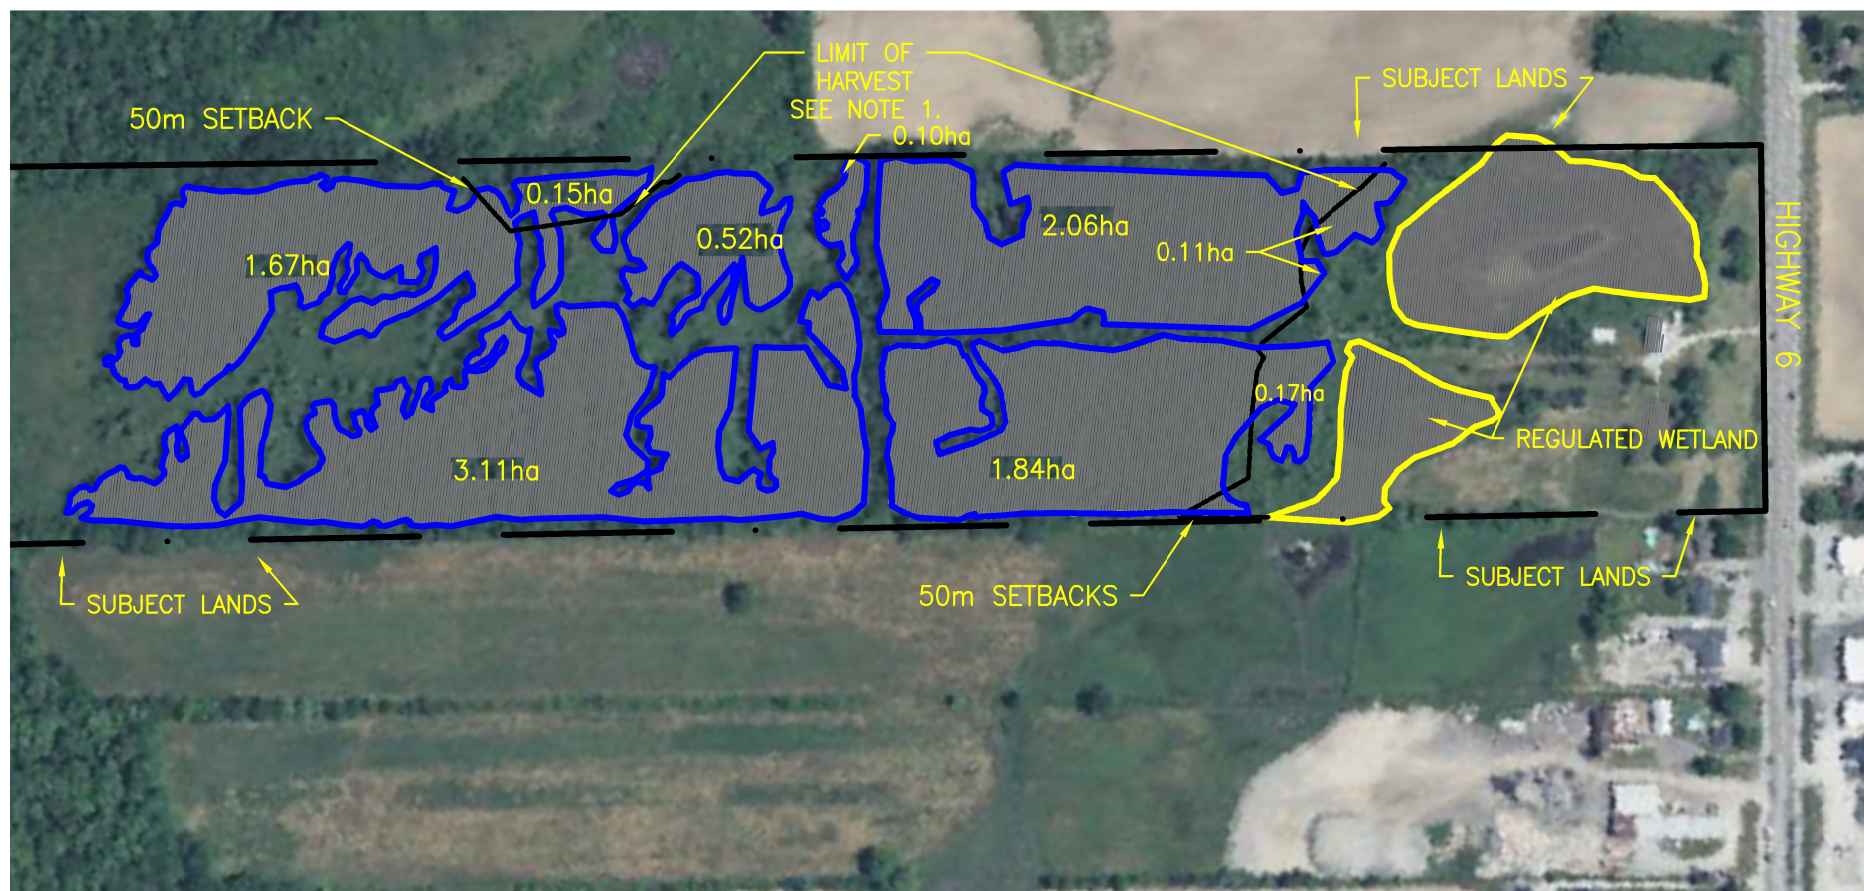 LIMIT OF
HARVEST
SEE NOTE 1.
SUBJECT LANDS
50m SETBACK
0.10ha
0.15ha
2.06ha
0.52ha
0.11ha
1.67ha
HIGHWAY 6
0.17ha
REGULATED WETLAND
3.11ha
1.84ha
SUBJECT LANDS
50m SETBACKS
SUBJECT LANDS